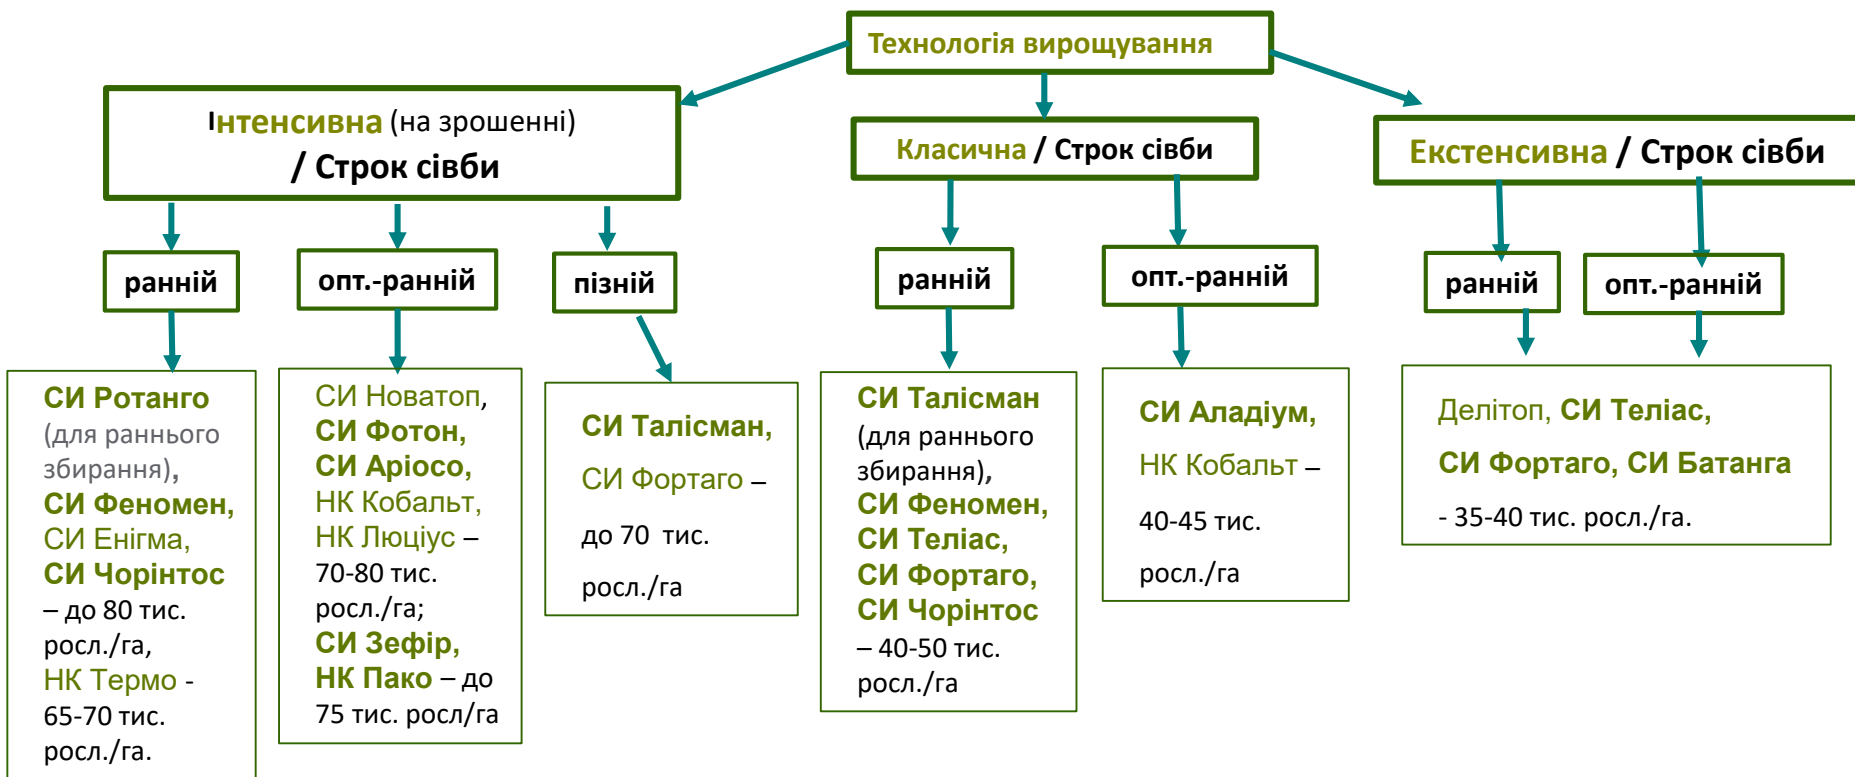 Технологія вирощування
Інтенсивна (на зрошенні)
/ Строк сівби
Класична / Строк сівби
Екстенсивна / Строк сівби
ранній
опт.-ранній
пізній
ранній
опт.-ранній
ранній
опт.-ранній
СИ Ротанго
(для раннього
збирання),
СИ Феномен,
СИ Енігма,
СИ Чорінтос
– до 80 тис.
росл./га,
НК Термо -
65-70 тис.
росл./га.
СИ Новатоп,
СИ Фотон,
СИ Аріосо,
НК Кобальт,
НК Люціус –
70-80 тис.
росл./га;
СИ Зефір,
НК Пако – до
75 тис. росл/га
СИ Талісман,
СИ Фортаго –
до 70 тис.
росл./га
СИ Талісман
(для раннього
збирання),
СИ Феномен,
СИ Теліас,
СИ Фортаго,
СИ Чорінтос
– 40-50 тис.
росл./га
СИ Аладіум,
НК Кобальт –
40-45 тис.
росл./га
Делітоп, СИ Теліас,
СИ Фортаго, СИ Батанга
- 35-40 тис. росл./га.